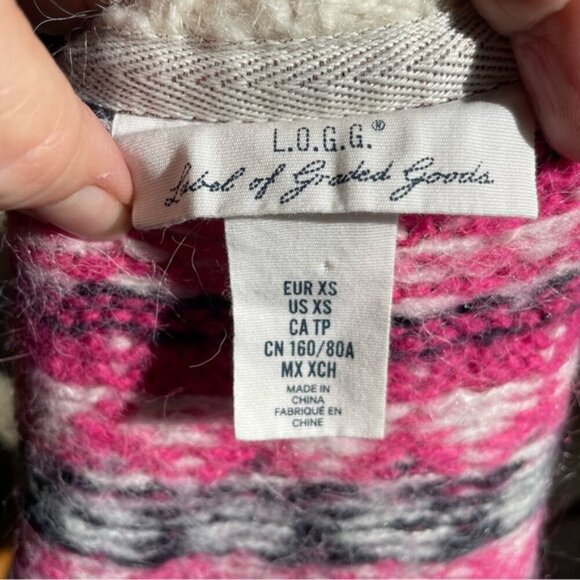 L.O.G.G.®
Label of Graded Goods
EUR XS
US XS
CA TP
CN 160/80A
MX XCH
MADE IN
CHINA
FABRIQUÉ EN
CHINE